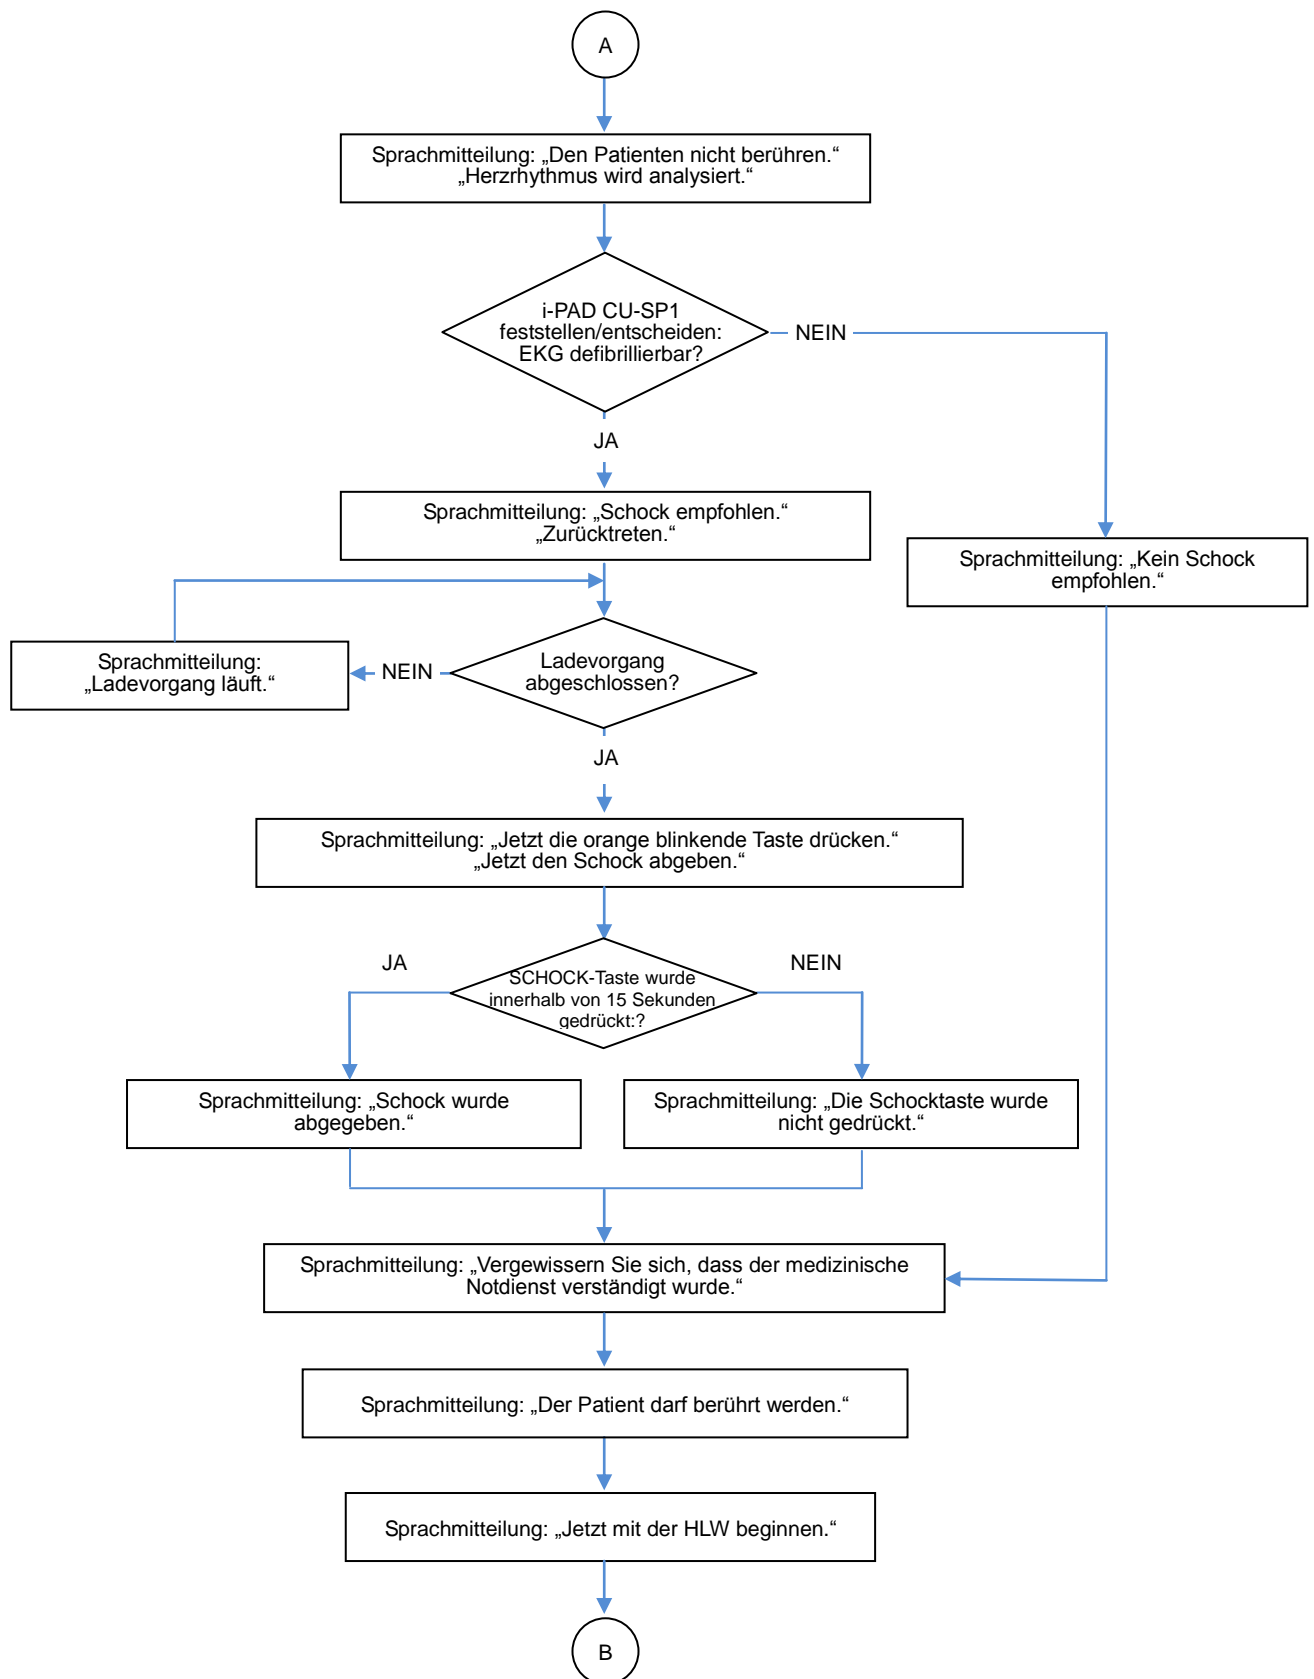 A
Sprachmitteilung: „Den Patienten nicht berühren.“
„Herzrhythmus wird analysiert.“
i-PAD CU-SP1
feststellen/entscheiden:
EKG defibrillierbar?
NEIN
JA
Sprachmitteilung: „Schock empfohlen.“
„Zurücktreten.“
Sprachmitteilung: „Kein Schock
empfohlen.“
Sprachmitteilung:
„Ladevorgang läuft.“
NEIN
Ladevorgang
abgeschlossen?
JA
Sprachmitteilung: „Jetzt die orange blinkende Taste drücken.“
„Jetzt den Schock abgeben.“
JA
NEIN
SCHOCK-Taste wurde
innerhalb von 15 Sekunden
gedrückt:?
Sprachmitteilung: „Schock wurde
abgegeben.“
Sprachmitteilung: „Die Schocktaste wurde
nicht gedrückt.“
Sprachmitteilung: „Vergewissern Sie sich, dass der medizinische
Notdienst verständigt wurde.“
Sprachmitteilung: „Der Patient darf berührt werden.“
Sprachmitteilung: „Jetzt mit der HLW beginnen.“
B